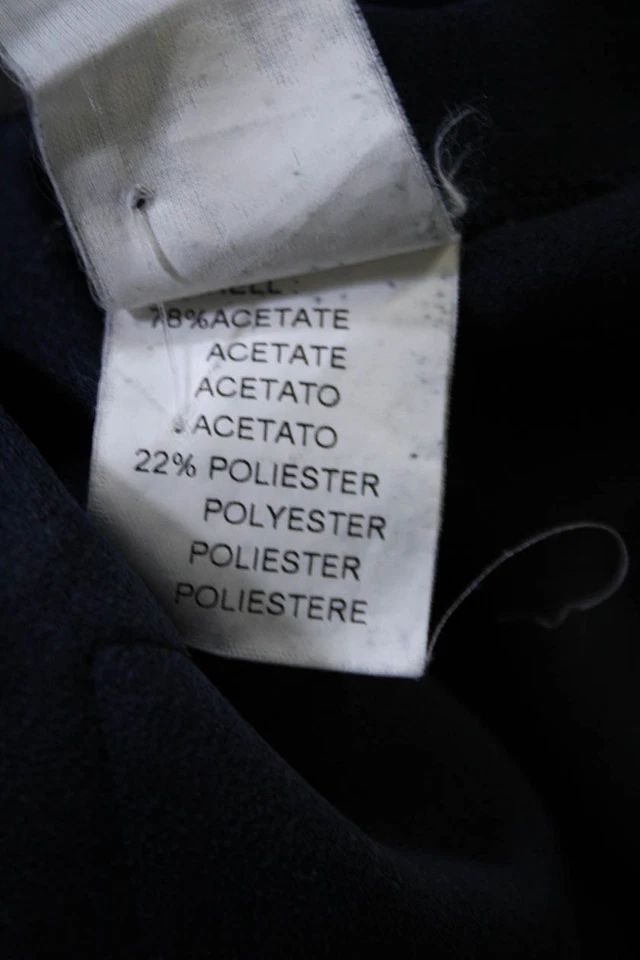 78%ACETATE
ACETATE
ACETATO
ACETATO
22% POLIESTER
POLYESTER
POLIESTER
POLIESTERE